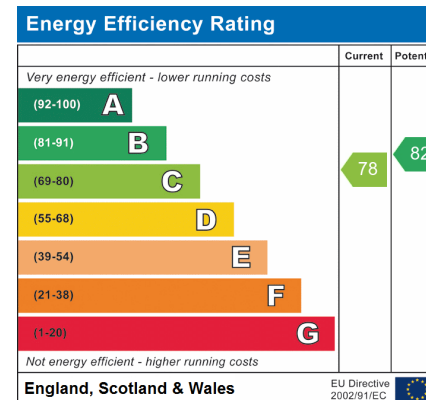 Energy Efficiency Rating
Current Potent
Very energy efficient - lower running costs
(92-100) A
(81-91) B
82
(69-80) C
78
(55-68) D
(39-54) E
(21-38) F
(1-20) G
Not energy efficient - higher running costs
England, Scotland & Wales
EU Directive
2002/91/EC